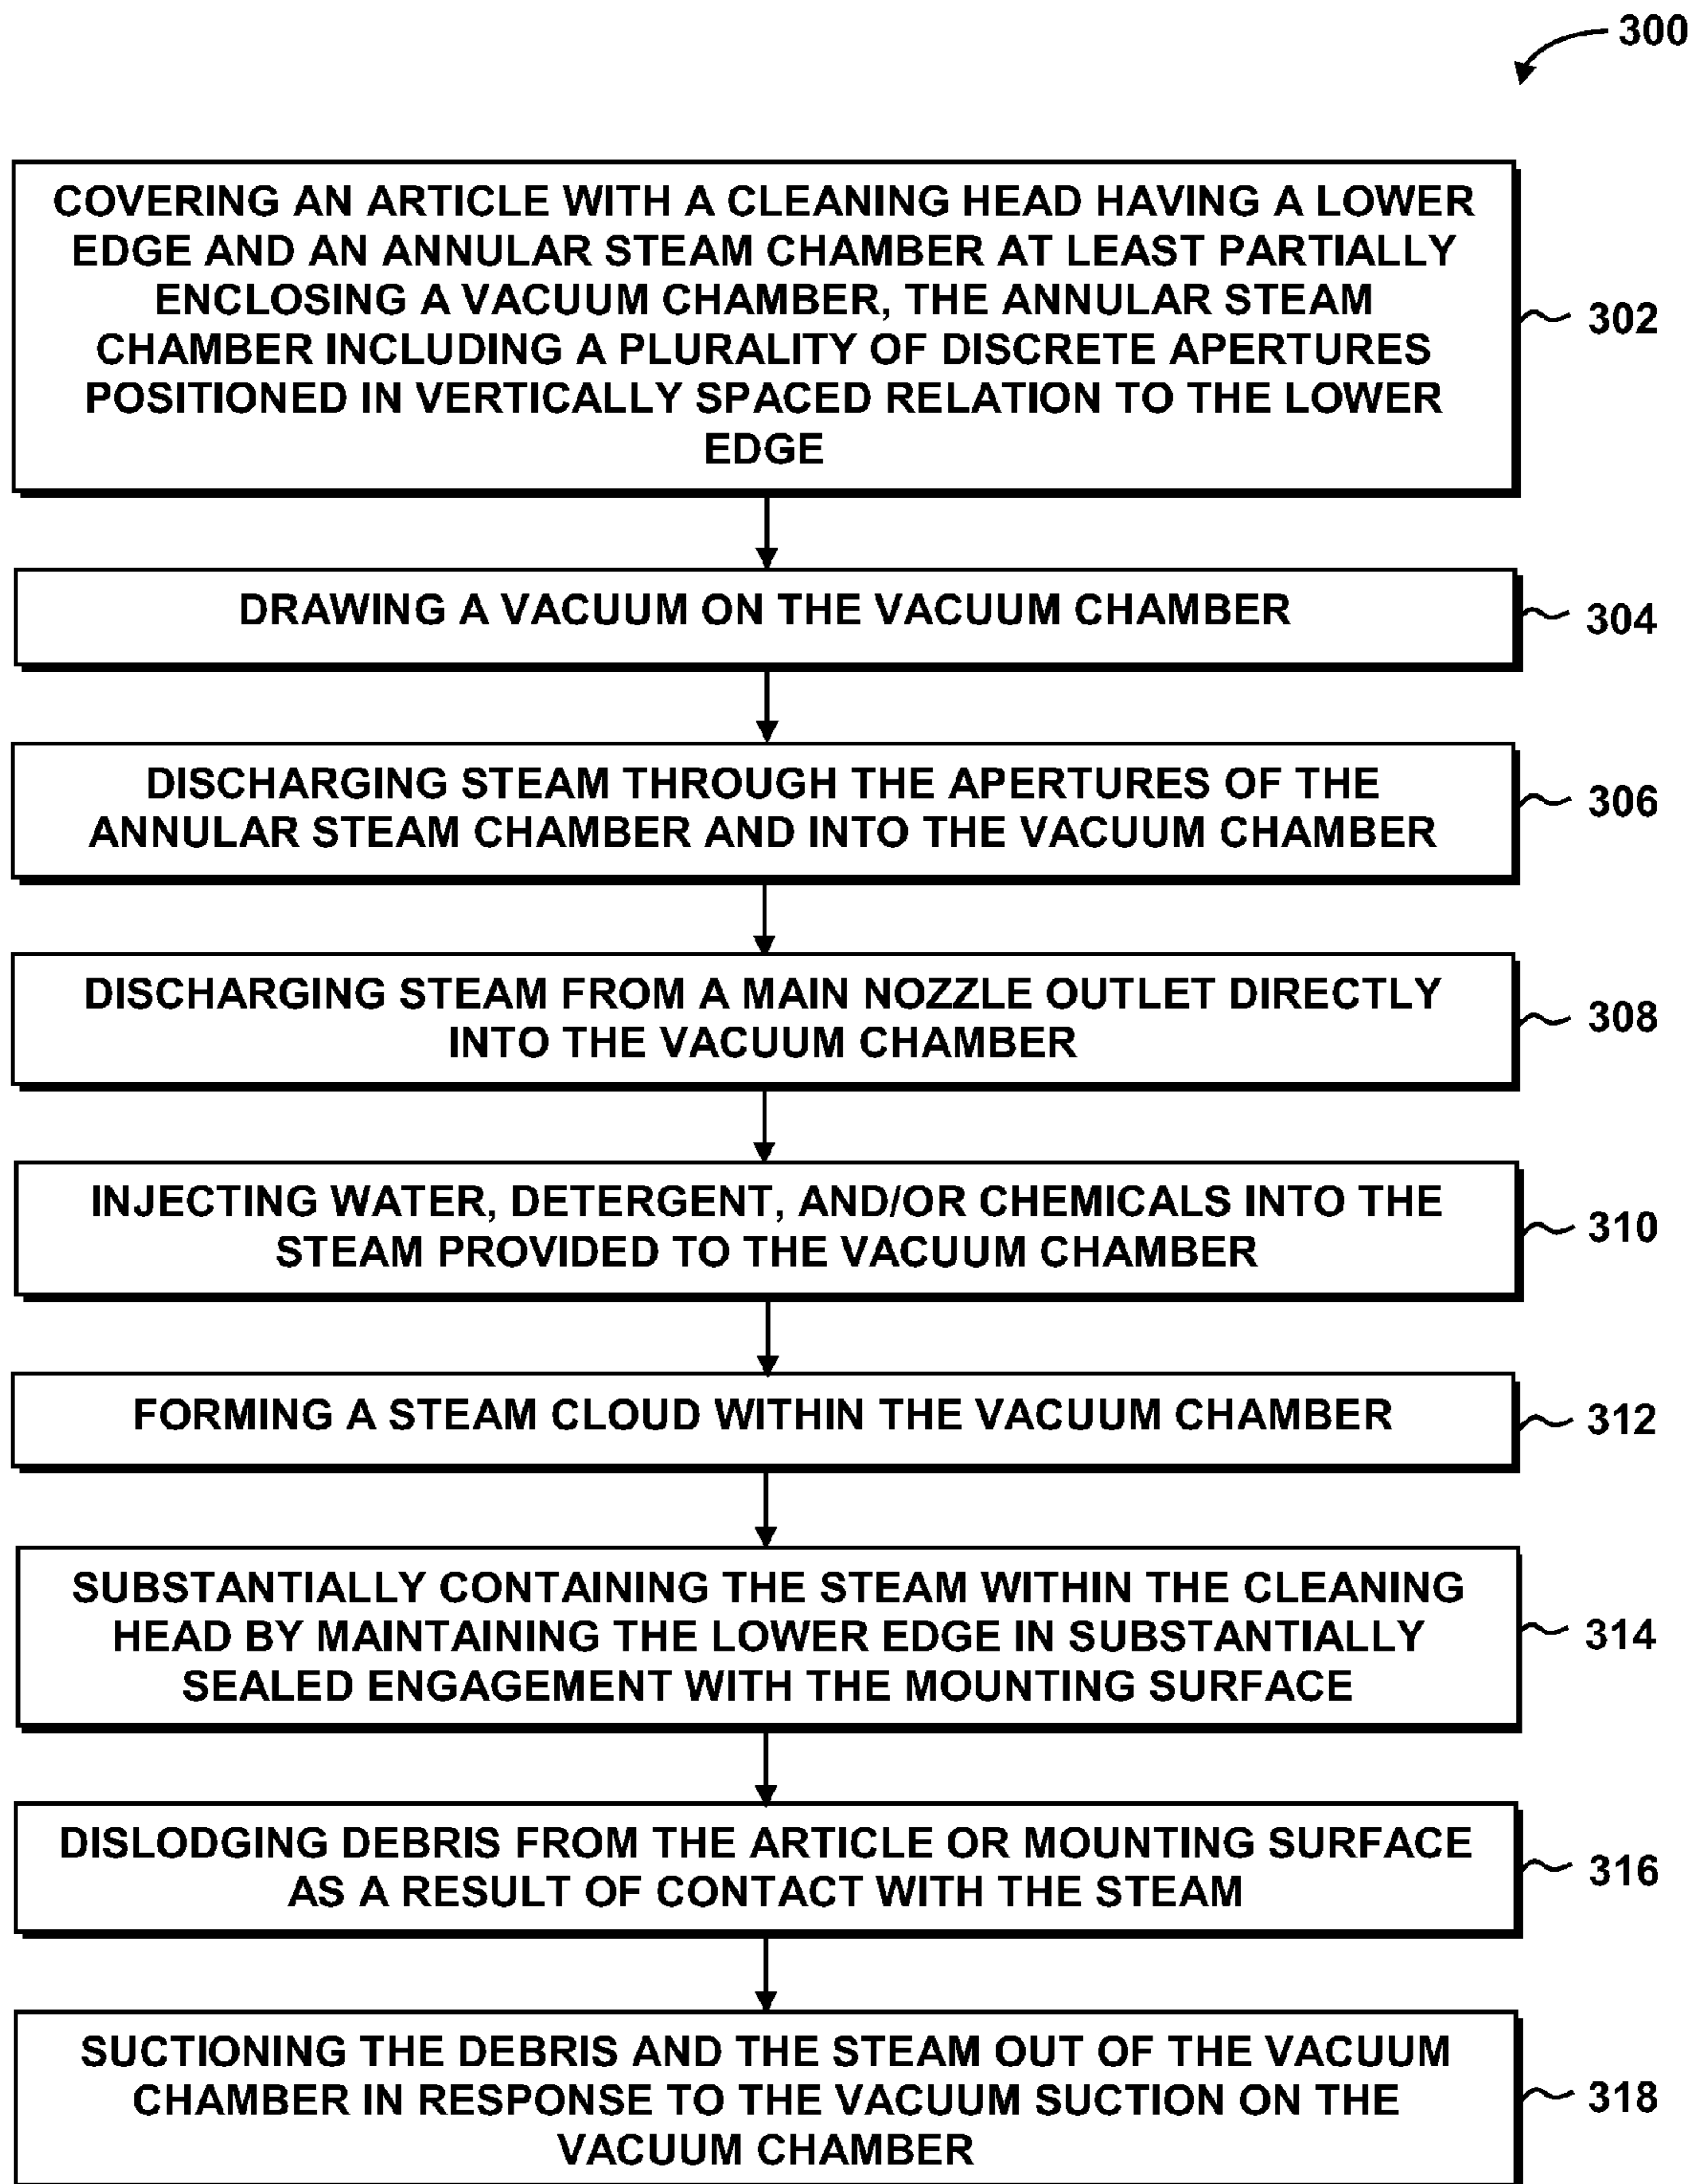 300
COVERING AN ARTICLE WITH A CLEANING HEAD HAVING A LOWER
EDGE AND AN ANNULAR STEAM CHAMBER AT LEAST PARTIALLY
ENCLOSING A VACUUM CHAMBER, THE ANNULAR STEAM
CHAMBER INCLUDING A PLURALITY OF DISCRETE APERTURES
POSITIONED IN VERTICALLY SPACED RELATION TO THE LOWER
EDGE
302
DRAWING A VACUUM ON THE VACUUM CHAMBER
304
DISCHARGING STEAM THROUGH THE APERTURES OF THE
ANNULAR STEAM CHAMBER AND INTO THE VACUUM CHAMBER
306
DISCHARGING STEAM FROM A MAIN NOZZLE OUTLET DIRECTLY
INTO THE VACUUM CHAMBER
308
INJECTING WATER, DETERGENT, AND/OR CHEMICALS INTO THE
STEAM PROVIDED TO THE VACUUM CHAMBER
310
FORMING A STEAM CLOUD WITHIN THE VACUUM CHAMBER
312
SUBSTANTIALLY CONTAINING THE STEAM WITHIN THE CLEANING
HEAD BY MAINTAINING THE LOWER EDGE IN SUBSTANTIALLY
SEALED ENGAGEMENT WITH THE MOUNTING SURFACE
314
DISLODGING DEBRIS FROM THE ARTICLE OR MOUNTING SURFACE
AS A RESULT OF CONTACT WITH THE STEAM
316
SUCTIONING THE DEBRIS AND THE STEAM OUT OF THE VACUUM
CHAMBER IN RESPONSE TO THE VACUUM SUCTION ON THE
VACUUM CHAMBER
318